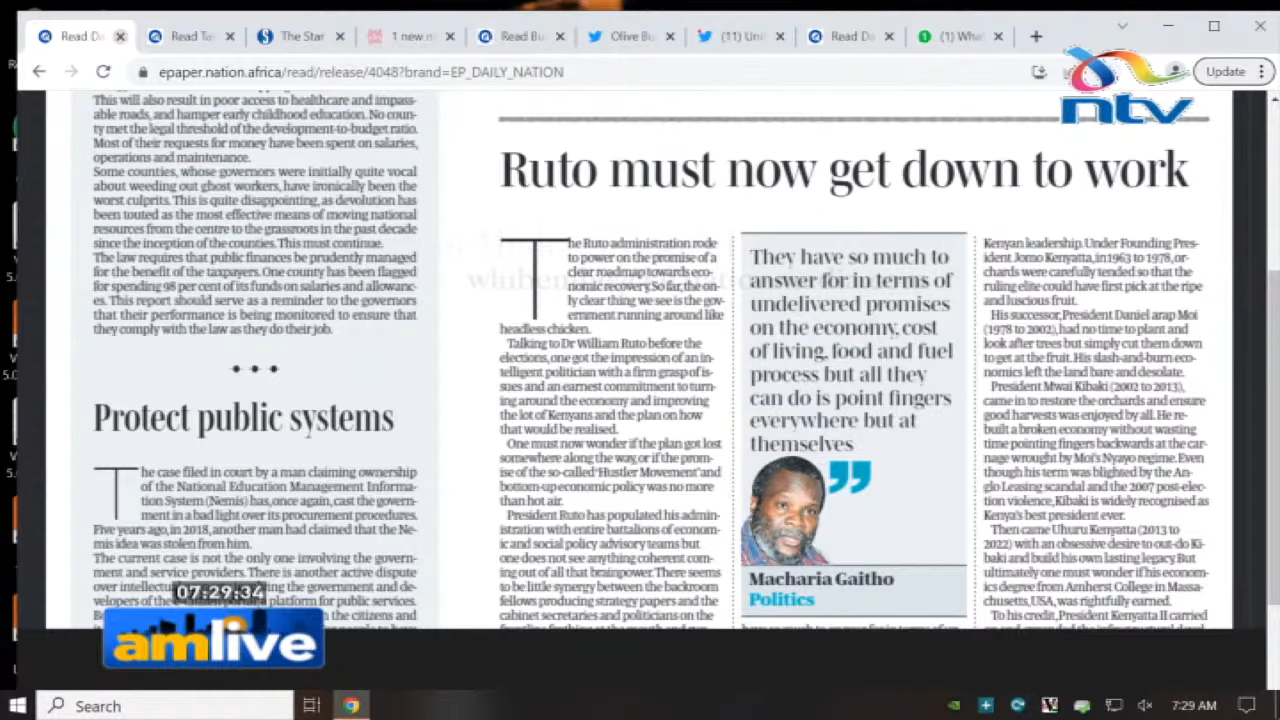 Read Da
Read Ta
The Star
1 new m
Read Bu
Olive Bu
(11) Uni
Read Da
(1) Wha
epaper.nation.africa/read/release/4048?brand=EP_DAILY_NATION
Update
ntv
This will also result in poor access to healthcare and impass-
able roads, and hamper early childhood education. No coun-
ty met the legal threshold of the development-to-budget ratio.
Most of their requests for money have been spent on salaries,
operations and maintenance.
Some counties, whose governors were initially quite vocal
about weeding out ghost workers, have ironically been the
worst culprits. This is quite disappointing, as devolution has
been touted as the most effective means of moving national
resources from the centre to the grassroots in the past decade
since the inception of the counties. This must continue.
The law requires that public finances be prudently managed
for the benefit of the taxpayers. One county has been flagged
for spending 98 per cent of its funds on salaries and allowanc-
es. This report should serve as a reminder to the governors
that their performance is being monitored to ensure that
they comply with the law as they do their job.
Protect public systems
The case filed in court by a man claiming ownership
of the National Education Management Informa-
tion System (Nemis) has, once again, cast the govern-
ment in a bad light over its procurement procedures.
Five years ago, in 2018, another man had claimed that the Ne-
mis idea was stolen from him.
The current case is not the only one involving the govern-
ment and service providers. There is another active dispute
over intellectu
ing the government and de-
velopers of the
platform for public services.
the citizens and
Ruto must now get down to work
The Ruto administration rode
to power on the promise of a
clear roadmap towards eco-
nomic recovery. So far, the on-
ly clear thing we see is the gov-
ernment running around like
headless chicken.
Talking to Dr William Ruto before the
elections, one got the impression of an in-
telligent politician with a firm grasp of is-
sues and an earnest commitment to turn-
ing around the economy and improving
the lot of Kenyans and the plan on how
that would be realised.
One must now wonder if the plan got lost
somewhere along the way, or if the prom-
ise of the so-called 'Hustler Movement' and
bottom-up economic policy was no more
than hot air.
President Ruto has populated his admin-
istration with entire battalions of econom-
ic and social policy advisory teams but
one does not see anything coherent com-
ing out of all that brainpower. There seems
to be little synergy between the backroom
fellows producing strategy papers and the
cabinet secretaries and politicians on the
They have so much to
answer for in terms of
undelivered promises
on the economy, cost
of living, food and fuel
process but all they
can do is point fingers
everywhere but at
themselves
Macharia Gaitho
Politics
Kenyan leadership. Under Founding Pres-
ident Jomo Kenyatta, in 1963 to 1978, or-
chards were carefully tended so that the
ruling elite could have first pick at the ripe
and luscious fruit.
His successor, President Daniel arap Moi
(1978 to 2002), had no time to plant and
look after trees but simply cut them down
to get at the fruit. His slash-and-burn eco-
nomics left the land bare and desolate.
President Mwai Kibaki (2002 to 2013),
came in to restore the orchards and ensure
good harvests was enjoyed by all. He re-
built a broken economy without wasting
time pointing fingers backwards at the car-
nage wrought by Moi's Nyayo regime. Even
though his term was blighted by the An-
glo Leasing scandal and the 2007 post-elec-
tion violence, Kibaki is widely recognised as
Kenya's best president ever.
Then came Uhuru Kenyatta (2013 to
2022) with an obsessive desire to out-do Ki-
baki and build his own lasting legacy. But
ultimately one must wonder if his econom-
ics degree from Amherst College in Massa-
chusetts, USA, was rightfully earned.
To his credit, President Kenyatta II carried
07:29:34
amlive
Search
7:29 AM